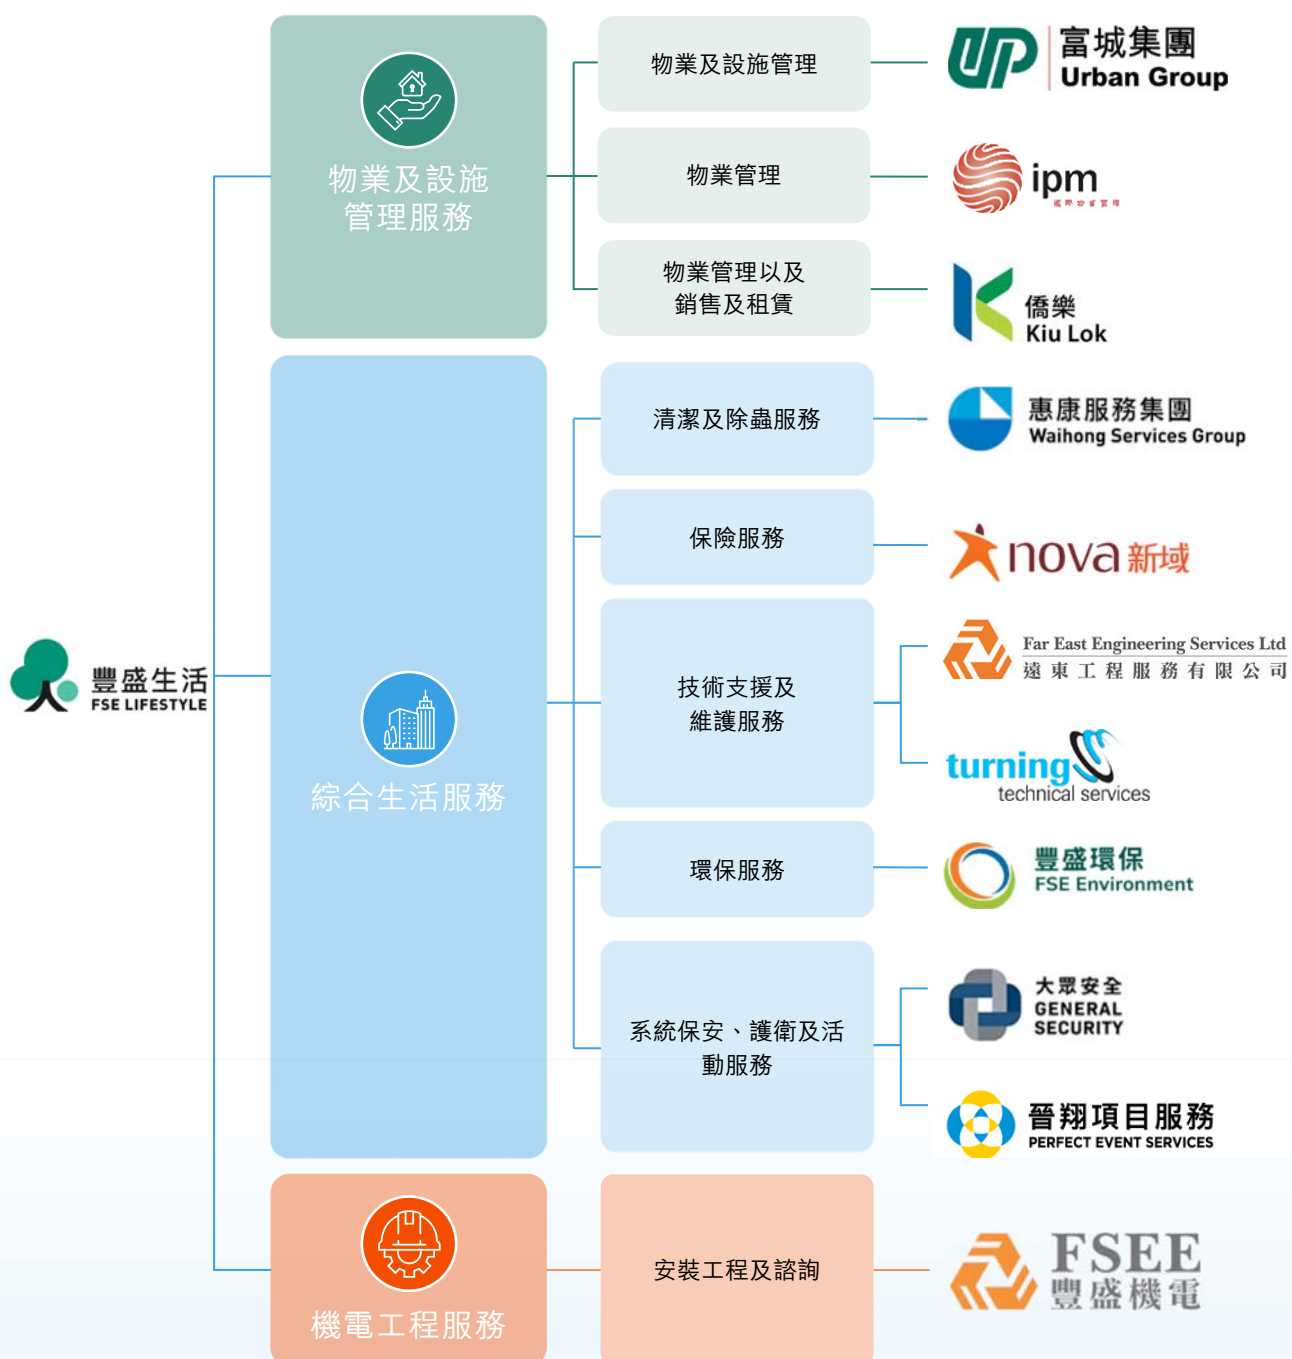 豐盛生活
FSE LIFESTYLE
物業及設施
管理服務
物業及設施管理
富城集團
Urban Group
物業管理
ipm
國際物業管理
物業管理以及
銷售及租賃
僑樂
Kiu Lok
綜合生活服務
清潔及除蟲服務
惠康服務集團
Waihong Services Group
保險服務
nova 新域
技術支援及
維護服務
Far East Engineering Services Ltd
遠東工程服務有限公司
turning
technical services
環保服務
豐盛環保
FSE Environment
系統保安、護衛及活
動服務
大眾安全
GENERAL
SECURITY
晉翔項目服務
PERFECT EVENT SERVICES
機電工程服務
安裝工程及諮詢
FSEE
豐盛機電